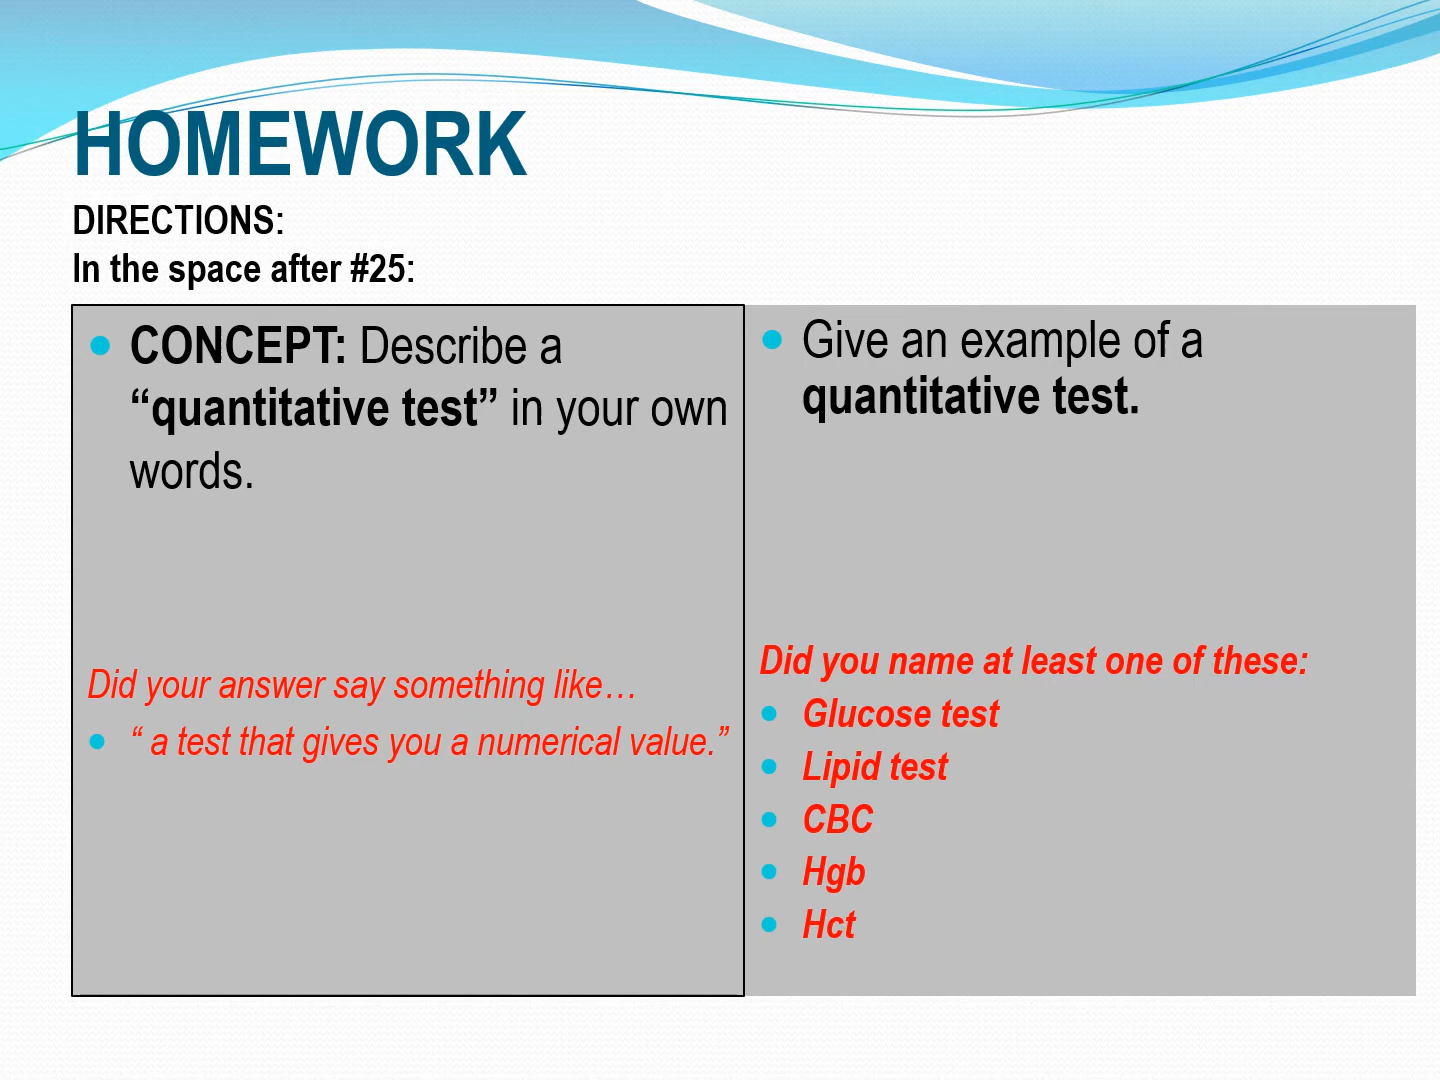 HOMEWORK
DIRECTIONS:
In the space after #25:
CONCEPT: Describe a
“quantitative test” in your own
words.
Did your answer say something like…
“ a test that gives you a numerical value.”
Give an example of a
quantitative test.
Did you name at least one of these:
Glucose test
Lipid test
CBC
Hgb
Hct